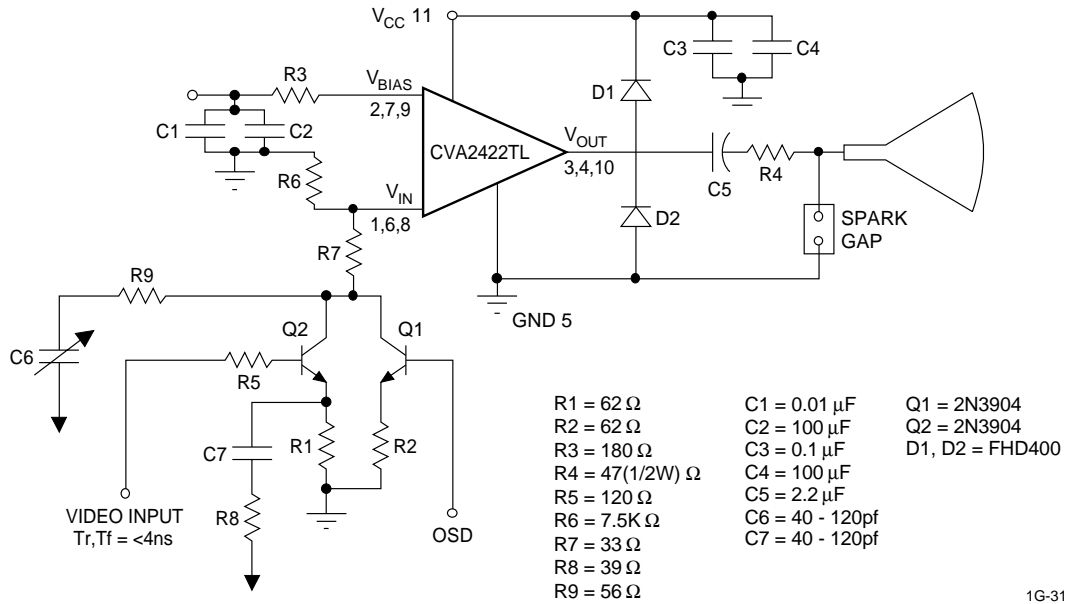 V_CC 11
C3
C4
R3
V_BIAS
2,7,9
D1
C1
C2
CVA2422TL
V_OUT
3,4,10
R6
V_IN
1,6,8
C5
R4
D2
SPARK
GAP
R7
R9
GND 5
C6
Q2
Q1
R5
C7
R1
R2
R8
VIDEO INPUT
Tr,Tf = <4ns
OSD
R1 = 62 Ω
R2 = 62 Ω
R3 = 180 Ω
R4 = 47(1/2W) Ω
R5 = 120 Ω
R6 = 7.5K Ω
R7 = 33 Ω
R8 = 39 Ω
R9 = 56 Ω
C1 = 0.01 μF
C2 = 100 μF
C3 = 0.1 μF
C4 = 100 μF
C5 = 2.2 μF
C6 = 40 - 120pf
C7 = 40 - 120pf
Q1 = 2N3904
Q2 = 2N3904
D1, D2 = FHD400
1G-31